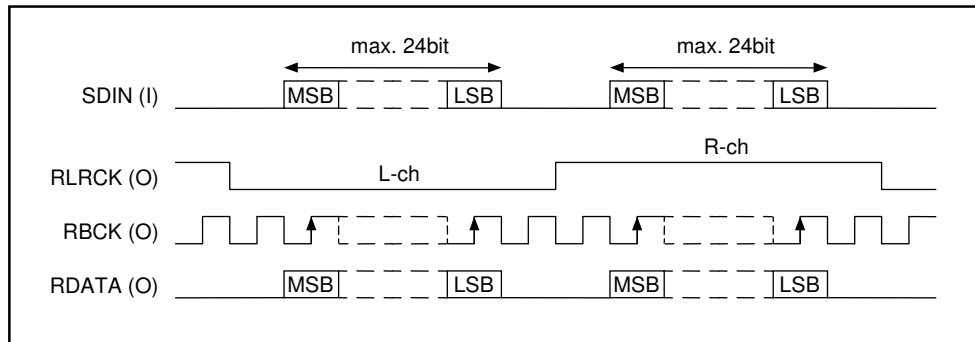 max. 24bit max. 24bit
SDIN (I) MSB LSB MSB LSB
R-ch
RLRCK (O) L-ch
RBCK (O)
RDATA (O) MSB LSB MSB LSB